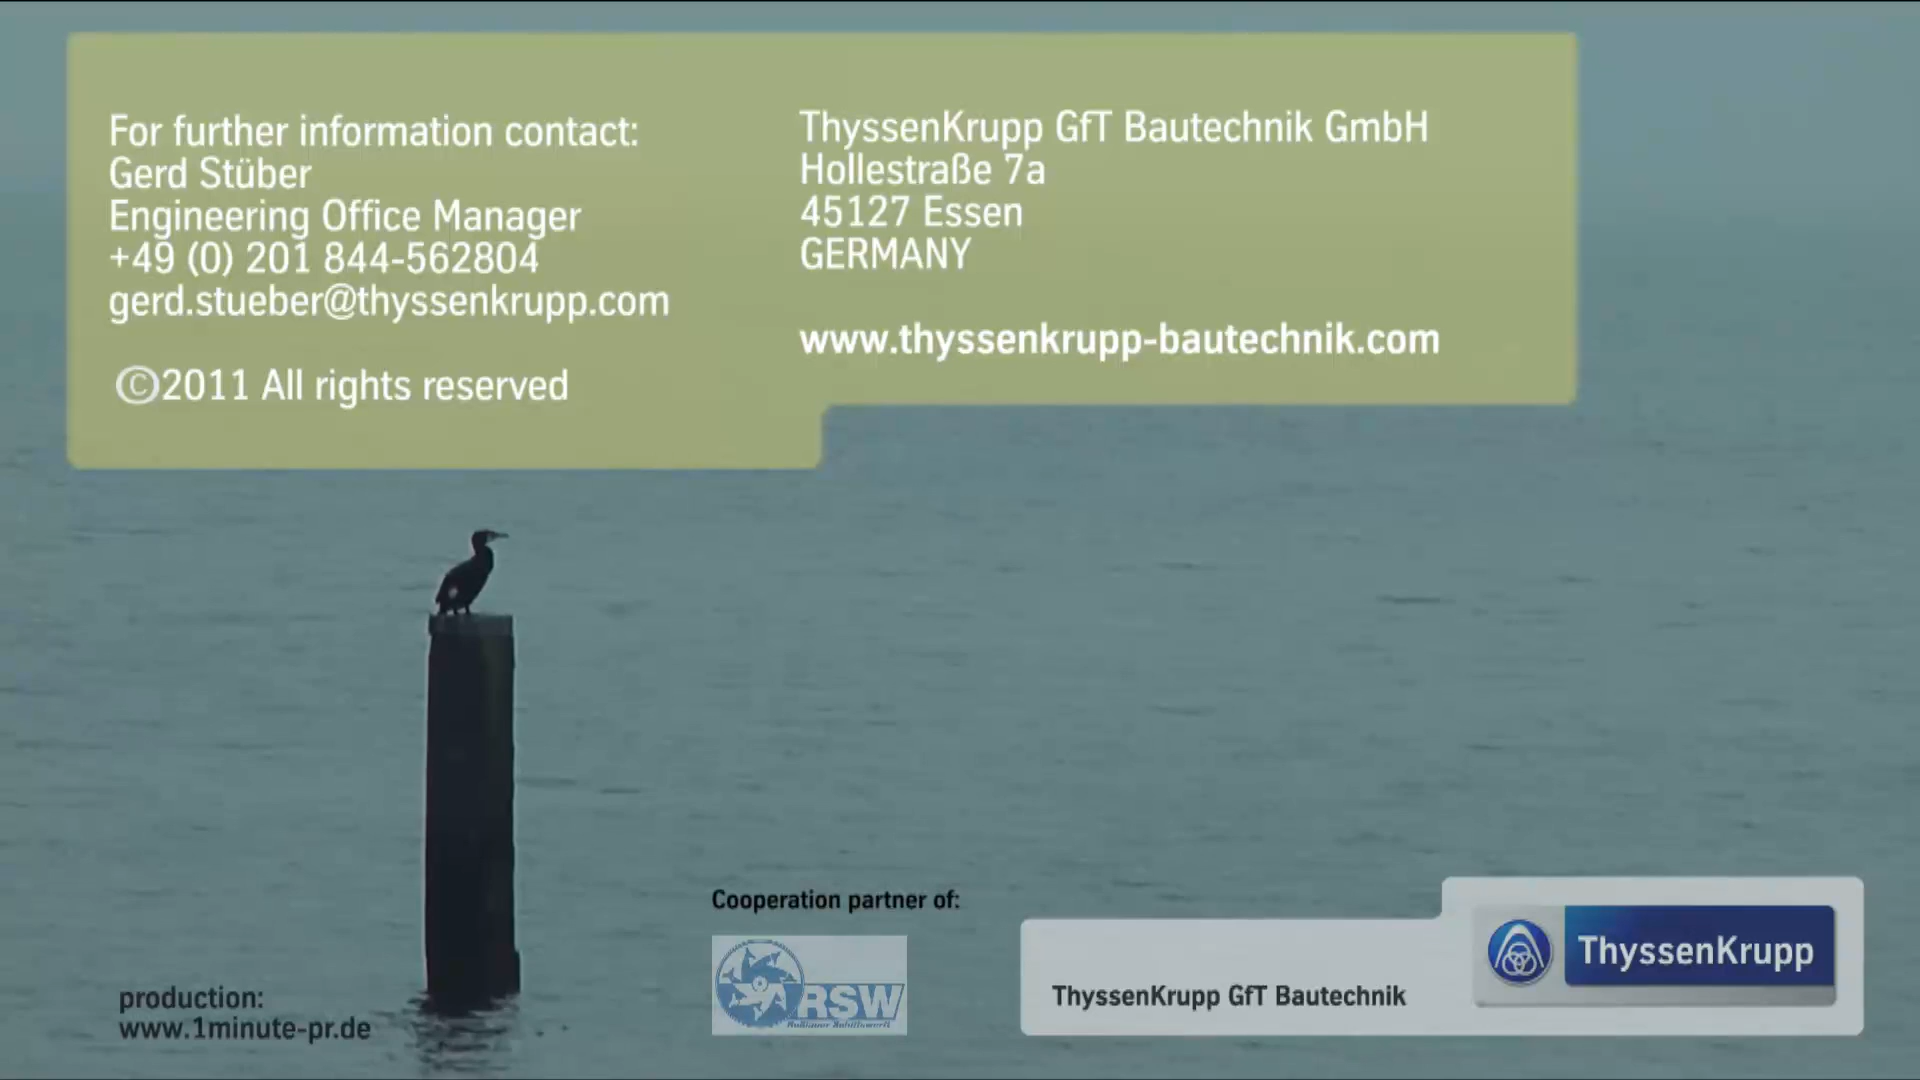 For further information contact:
Gerd Stüber
Engineering Office Manager
+49 (0) 201 844-562804
gerd.stueber@thyssenkrupp.com
©2011 All rights reserved
ThyssenKrupp GfT Bautechnik GmbH
Hollestraße 7a
45127 Essen
GERMANY
www.thyssenkrupp-bautechnik.com
Cooperation partner of:
RSW
production:
www.1minute-pr.de
ThyssenKrupp GfT Bautechnik
ThyssenKrupp